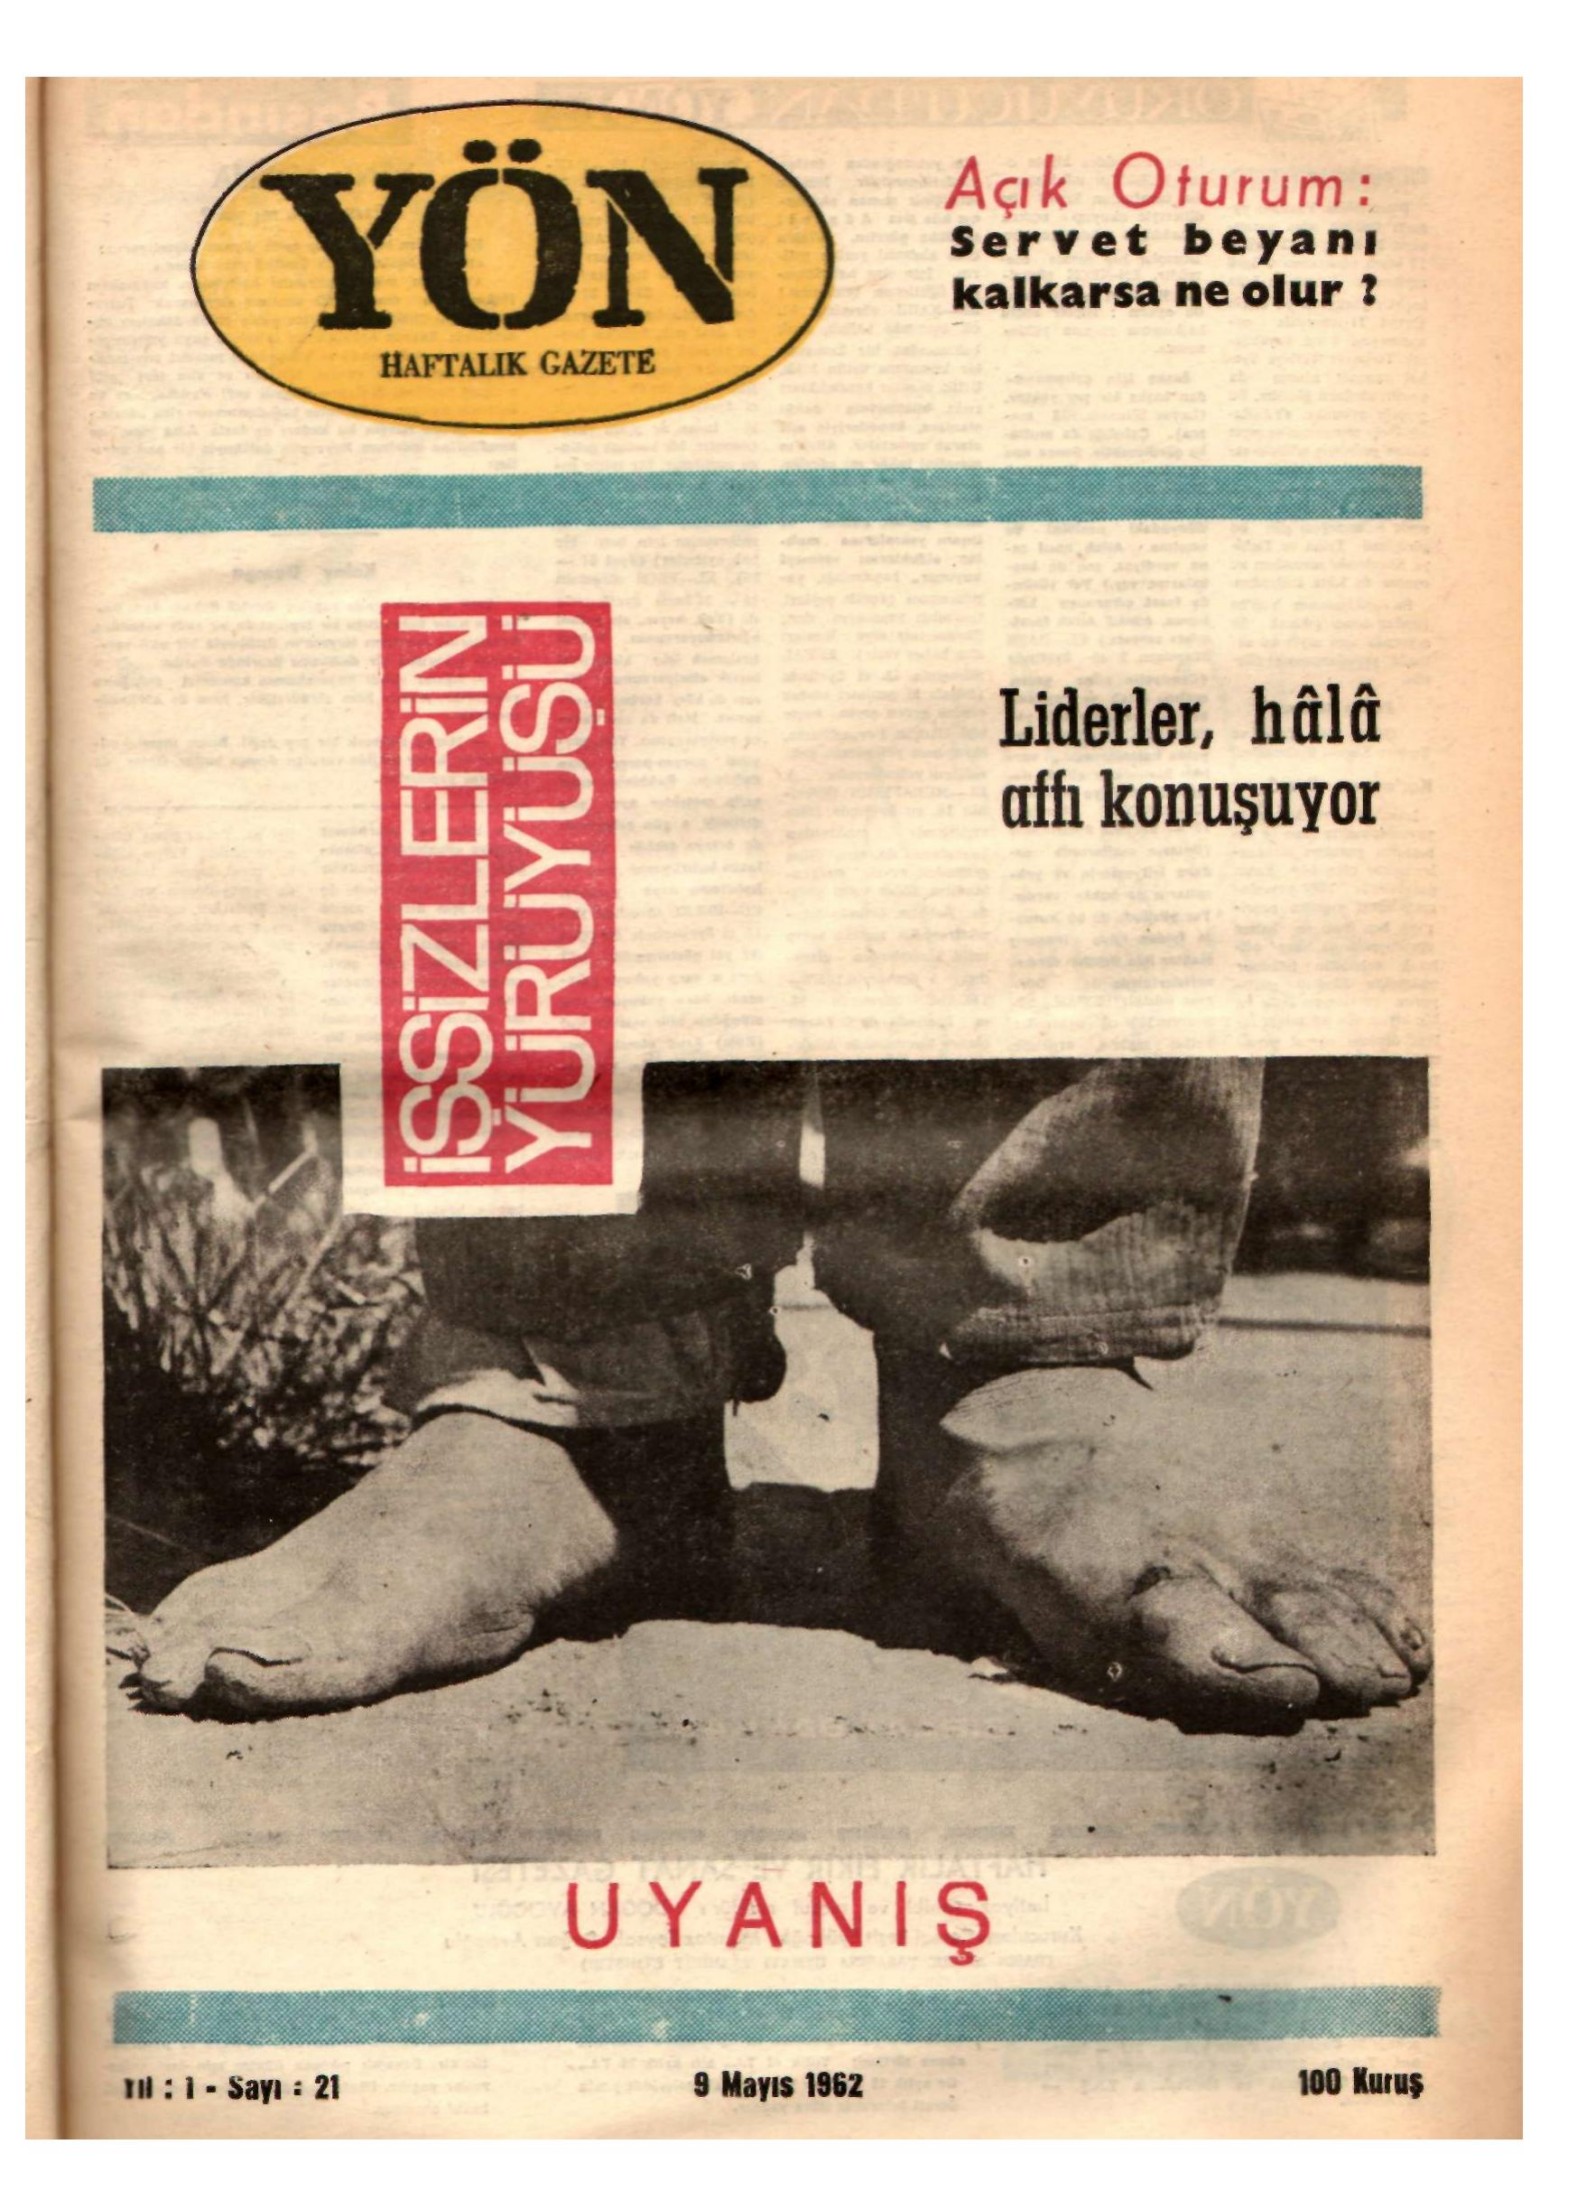 YÖN
HAFTALIK GAZETE
Açık Oturum:
Servet beyanı
kalkarsa ne olur ?
İŞSİZLERİN
YÜRÜYÜŞÜ
Liderler, hâlâ
affı konuşuyor
UYANIŞ
Yıl : 1 - Sayı : 21
9 Mayıs 1962
100 Kuruş